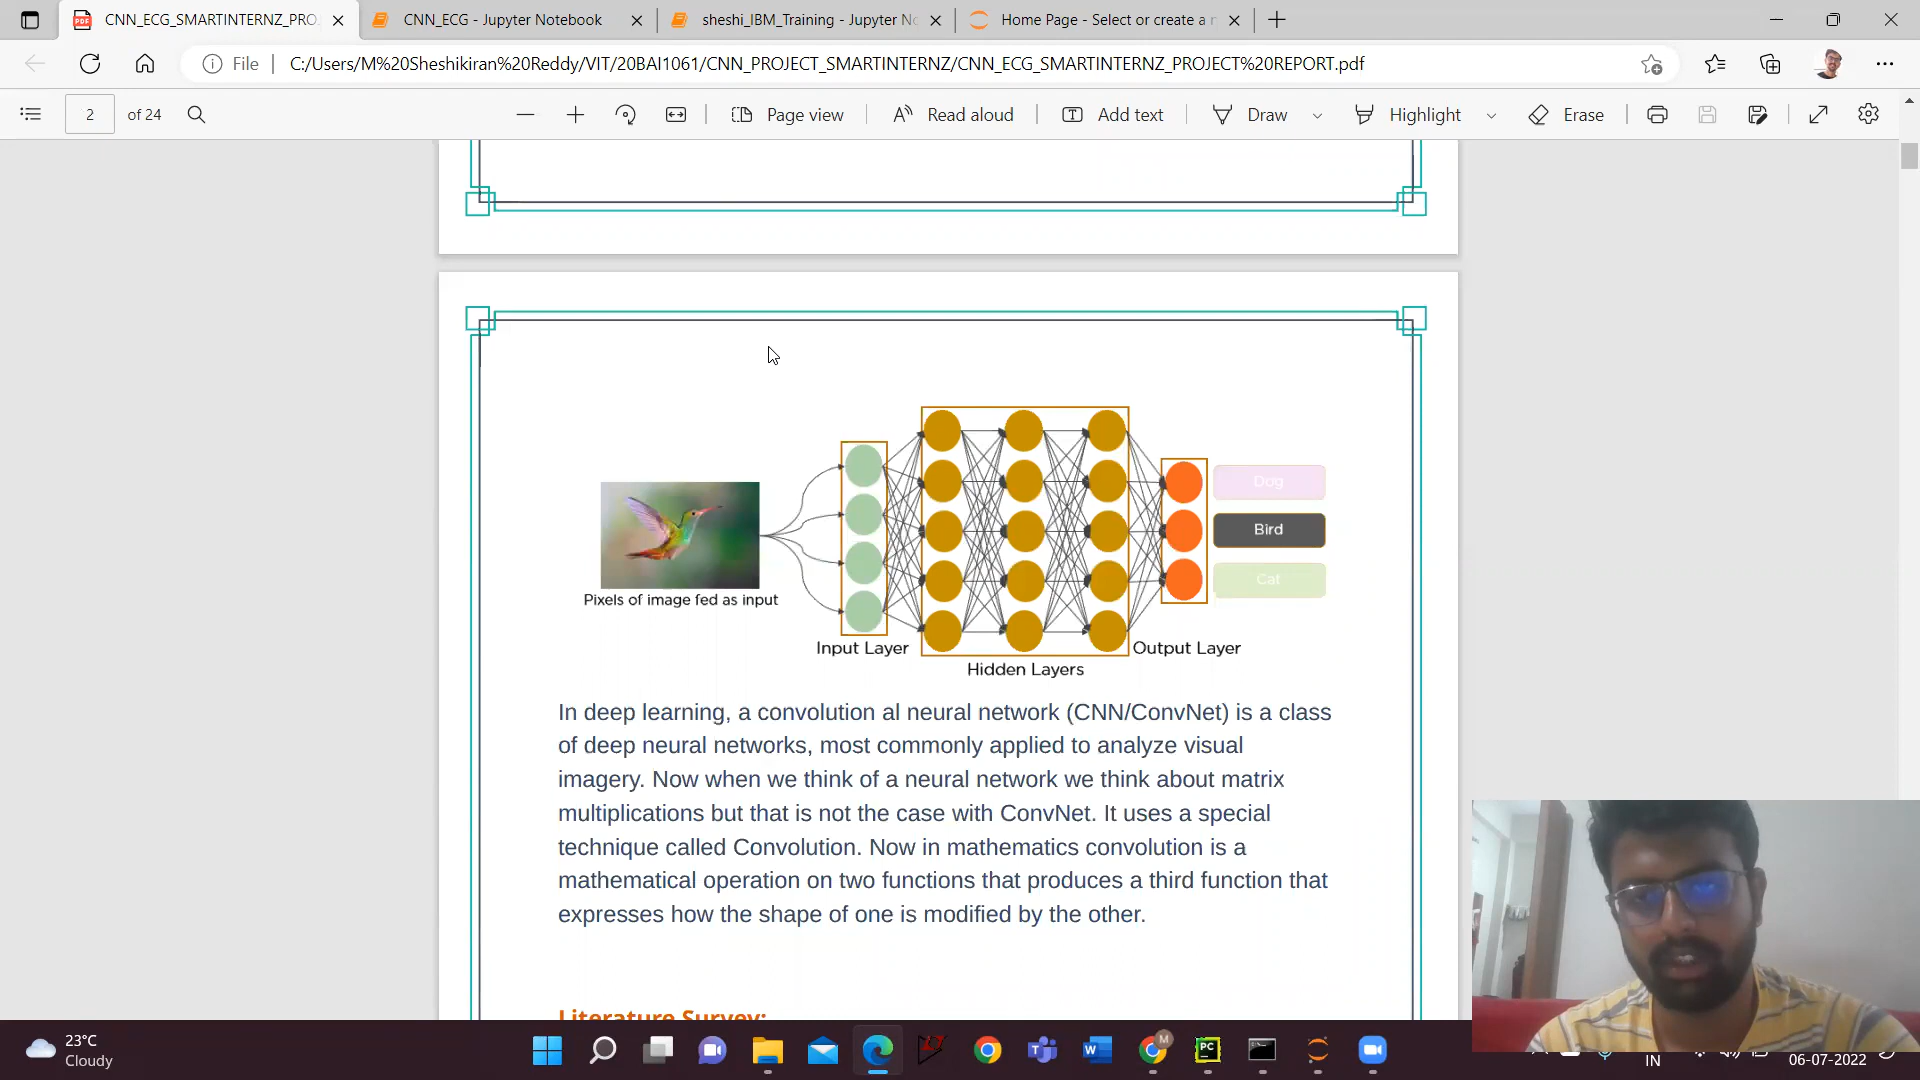 CNN_ECG_SMARTINTERNZ_PRO
CNN_ECG - Jupyter Notebook
sheshi_IBM_Training - Jupyter No
Home Page - Select or create a n
File
C:/Users/M%20Sheshikiran%20Reddy/VIT/20BAI1061/CNN_PROJECT_SMARTINTERNZ/CNN_ECG_SMARTINTERNZ_PROJECT%20REPORT.pdf
2 of 24
Page view
Read aloud
Add text
Draw
Highlight
Erase
Dog
Bird
Cat
Pixels of image fed as input
Input Layer
Hidden Layers
Output Layer
In deep learning, a convolution al neural network (CNN/ConvNet) is a class
of deep neural networks, most commonly applied to analyze visual
imagery. Now when we think of a neural network we think about matrix
multiplications but that is not the case with ConvNet. It uses a special
technique called Convolution. Now in mathematics convolution is a
mathematical operation on two functions that produces a third function that
expresses how the shape of one is modified by the other.
Literature Survey:
23°C
Cloudy
IN
06-07-2022